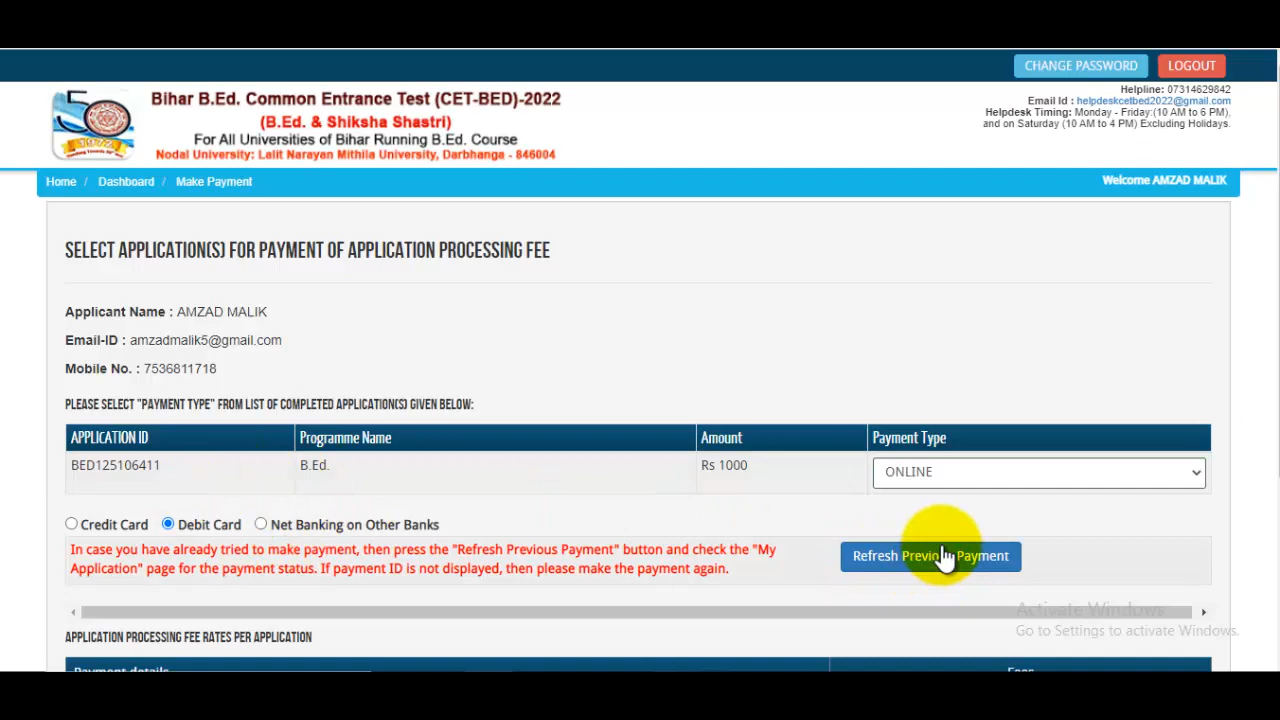 CHANGE PASSWORD LOGOUT
Bihar B.Ed. Common Entrance Test (CET-BED)-2022
(B.Ed. & Shiksha Shastri)
For All Universities of Bihar Running B.Ed. Course
Nodal University: Lalit Narayan Mithila University, Darbhanga - 846004
Helpline: 07314629842
Email Id : helpdeskcetbed2022@gmail.com
Helpdesk Timing: Monday - Friday:(10 AM to 6 PM),
and on Saturday (10 AM to 4 PM) Excluding Holidays.
Home / Dashboard / Make Payment Welcome AMZAD MALIK
SELECT APPLICATION(S) FOR PAYMENT OF APPLICATION PROCESSING FEE
Applicant Name : AMZAD MALIK
Email-ID : amzadmalik5@gmail.com
Mobile No. : 7536811718
PLEASE SELECT "PAYMENT TYPE" FROM LIST OF COMPLETED APPLICATION(S) GIVEN BELOW:
APPLICATION ID Programme Name Amount Payment Type
BED125106411 B.Ed. Rs 1000 ONLINE
Credit Card Debit Card Net Banking on Other Banks
In case you have already tried to make payment, then press the "Refresh Previous Payment" button and check the "My
Application" page for the payment status. If payment ID is not displayed, then please make the payment again.
Refresh Previous Payment
Activate Windows
Go to Settings to activate Windows.
APPLICATION PROCESSING FEE RATES PER APPLICATION
Payment details Fees